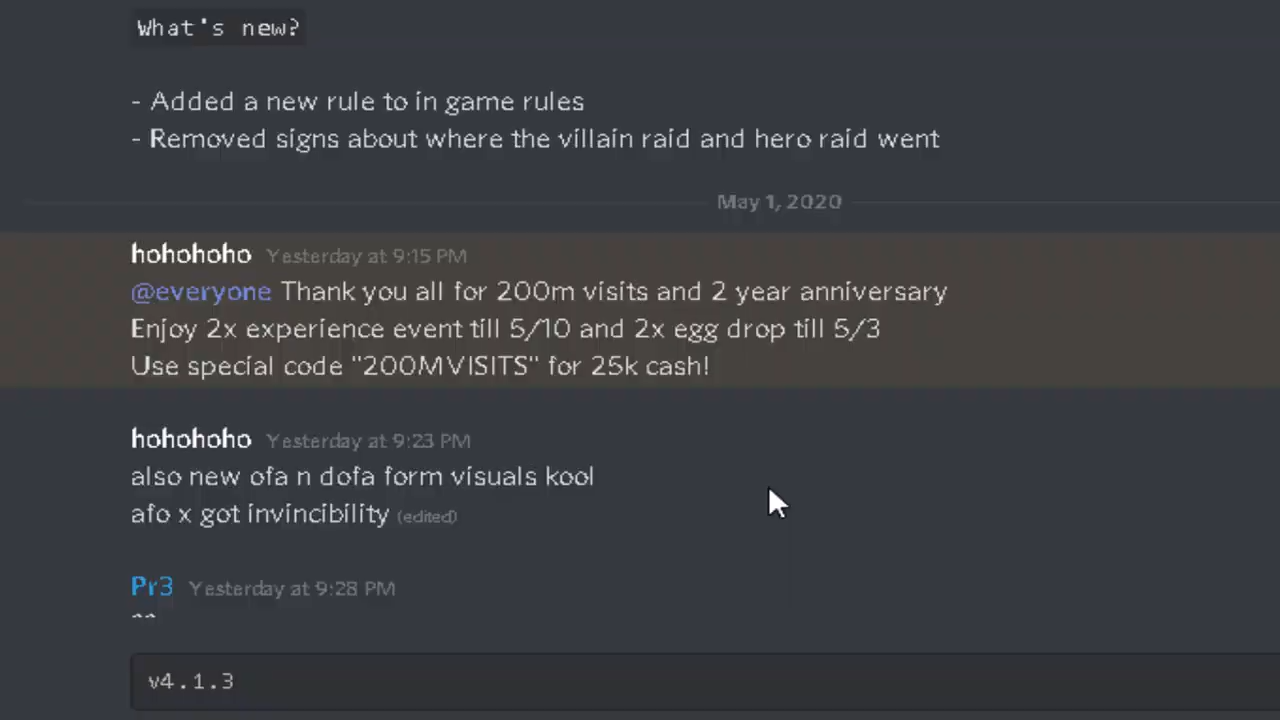 What's new?
- Added a new rule to in game rules
- Removed signs about where the villain raid and hero raid went
May 1, 2020
hohohoho Yesterday at 9:15 PM
@everyone Thank you all for 200m visits and 2 year anniversary
Enjoy 2x experience event till 5/10 and 2x egg drop till 5/3
Use special code "200MVISITS" for 25k cash!
hohohoho Yesterday at 9:23 PM
also new ofa n dofa form visuals kool
afo x got invincibility (edited)
Pr3 Yesterday at 9:28 PM
^^
v4.1.3